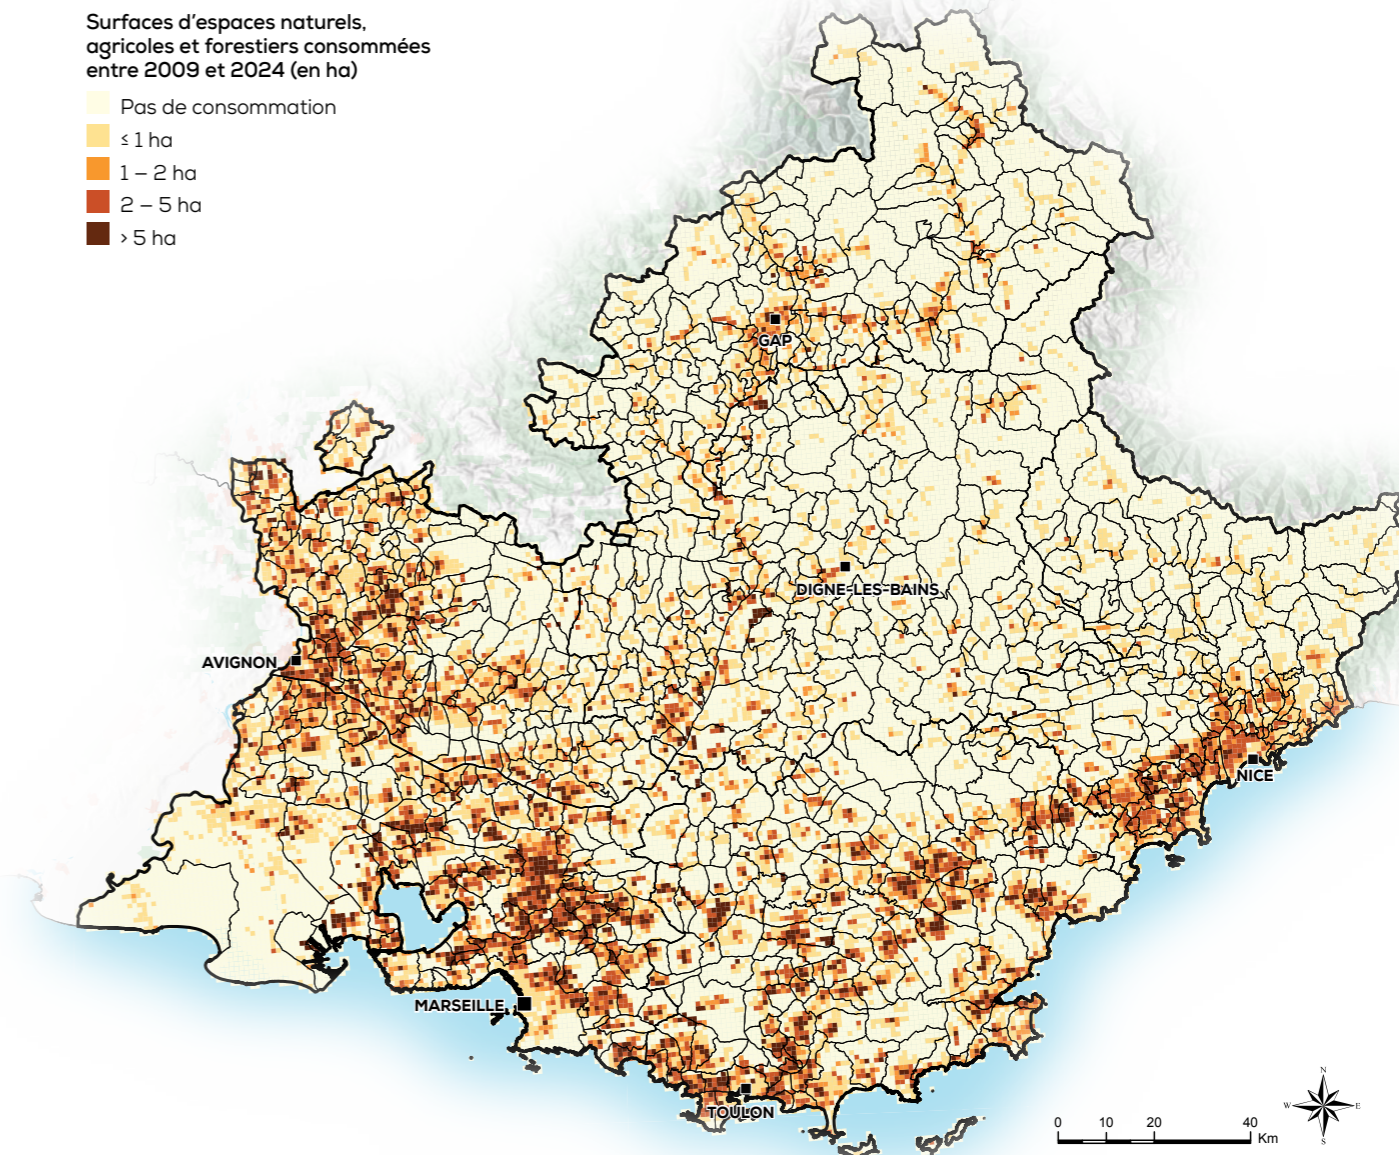 Surfaces d’espaces naturels,
agricoles et forestiers consommées
entre 2009 et 2024 (en ha)
Pas de consommation
≤ 1 ha
1 – 2 ha
2 – 5 ha
> 5 ha
GAP
DIGNE-LES-BAINS
AVIGNON
NICE
MARSEILLE
TOULON
N
W E
S
0 10 20 40 Km